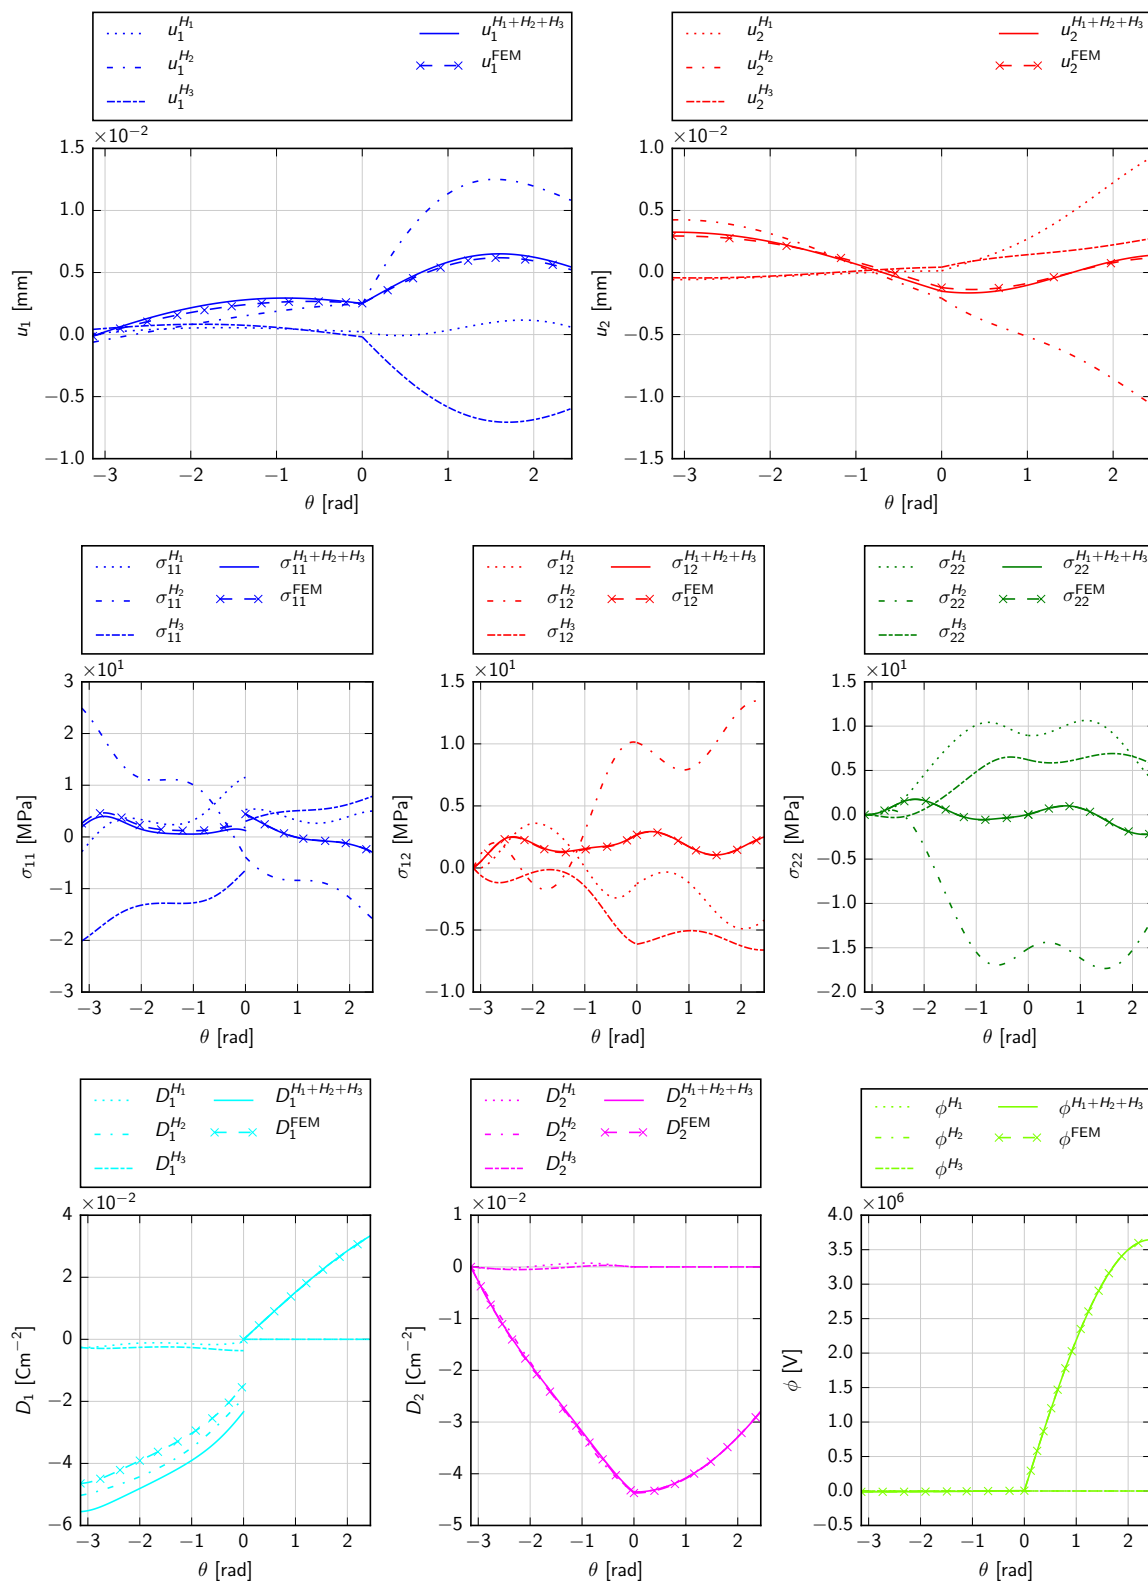 u_1^{H_1} u_1^{H_1+H_2+H_3}
u_1^{H_2} u_1^{FEM}
u_1^{H_3}
u_2^{H_1} u_2^{H_1+H_2+H_3}
u_2^{H_2} u_2^{FEM}
u_2^{H_3}
×10^{−2}
1.5
1.0
0.5
0.0
−0.5
−1.0
u_1 [mm]
−3 −2 −1 0 1 2
θ [rad]
×10^{−2}
1.0
0.5
0.0
−0.5
−1.0
−1.5
u_2 [mm]
−3 −2 −1 0 1 2
θ [rad]
σ_{11}^{H_1} σ_{11}^{H_1+H_2+H_3}
σ_{11}^{H_2} σ_{11}^{FEM}
σ_{11}^{H_3}
σ_{12}^{H_1} σ_{12}^{H_1+H_2+H_3}
σ_{12}^{H_2} σ_{12}^{FEM}
σ_{12}^{H_3}
σ_{22}^{H_1} σ_{22}^{H_1+H_2+H_3}
σ_{22}^{H_2} σ_{22}^{FEM}
σ_{22}^{H_3}
×10^1
3
2
1
0
−1
−2
−3
σ_{11} [MPa]
−3 −2 −1 0 1 2
θ [rad]
×10^1
1.5
1.0
0.5
0.0
−0.5
−1.0
σ_{12} [MPa]
−3 −2 −1 0 1 2
θ [rad]
×10^1
1.5
1.0
0.5
0.0
−0.5
−1.0
−1.5
−2.0
σ_{22} [MPa]
−3 −2 −1 0 1 2
θ [rad]
D_1^{H_1} D_1^{H_1+H_2+H_3}
D_1^{H_2} D_1^{FEM}
D_1^{H_3}
D_2^{H_1} D_2^{H_1+H_2+H_3}
D_2^{H_2} D_2^{FEM}
D_2^{H_3}
ϕ^{H_1} ϕ^{H_1+H_2+H_3}
ϕ^{H_2} ϕ^{FEM}
ϕ^{H_3}
×10^{−2}
4
2
0
−2
−4
−6
D_1 [Cm^{−2}]
−3 −2 −1 0 1 2
θ [rad]
×10^{−2}
1
0
−1
−2
−3
−4
−5
D_2 [Cm^{−2}]
−3 −2 −1 0 1 2
θ [rad]
×10^6
4.0
3.5
3.0
2.5
2.0
1.5
1.0
0.5
0.0
−0.5
ϕ [V]
−3 −2 −1 0 1 2
θ [rad]